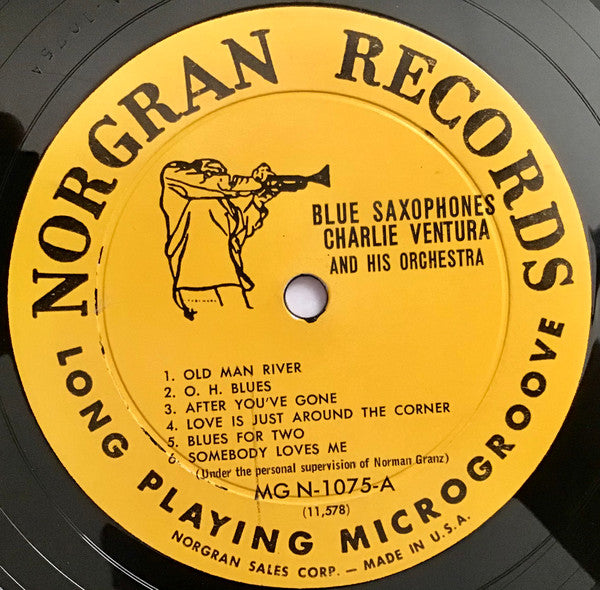 NORGRAN RECORDS
BLUE SAXOPHONES
CHARLIE VENTURA
AND HIS ORCHESTRA
1. OLD MAN RIVER
2. O. H. BLUES
3. AFTER YOU'VE GONE
4. LOVE IS JUST AROUND THE CORNER
5. BLUES FOR TWO
6. SOMEBODY LOVES ME
(Under the personal supervision of Norman Granz)
MG N-1075-A
(11,578)
LONG PLAYING MICROGROOVE
NORGRAN SALES CORP. — MADE IN U.S.A.